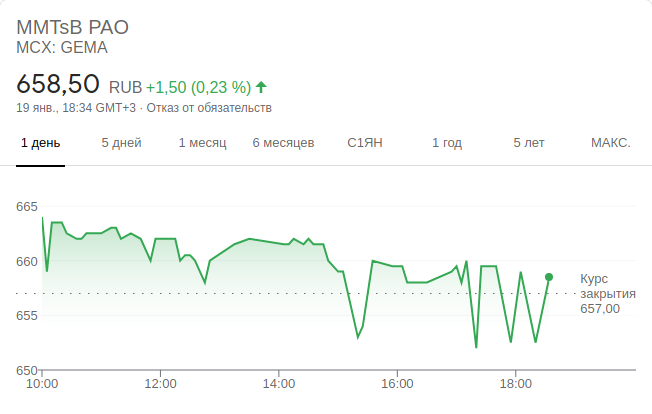 MMTsB PAO
MCX: GEMA
658,50 RUB +1,50 (0,23 %)
19 янв., 18:34 GMT+3 · Отказ от обязательств
1 день 5 дней 1 месяц 6 месяцев С1ЯН 1 год 5 лет МАКС.
665
660
655
650
Курс
закрытия
657,00
10:00 12:00 14:00 16:00 18:00